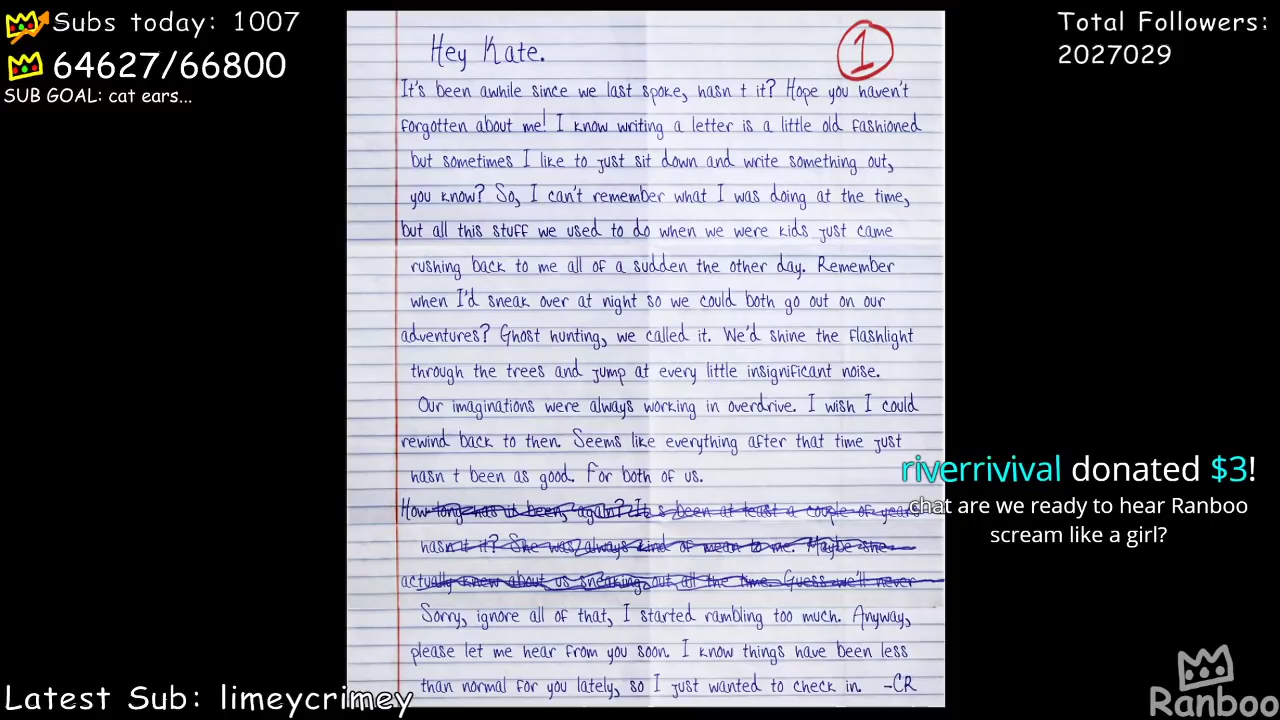 Subs today: 1007
64627/66800
SUB GOAL: cat ears...
Total Followers:
2027029
1
Hey Kate.
It's been awhile since we last spoke, hasn t it? Hope you haven't
forgotten about me! I know writing a letter is a little old fashioned
but sometimes I like to just sit down and write something out,
you know? So, I can't remember what I was doing at the time,
but all this stuff we used to do when we were kids just came
rushing back to me all of a sudden the other day. Remember
when I'd sneak over at night so we could both go out on our
adventures? Ghost hunting, we called it. We'd shine the flashlight
through the trees and jump at every little insignificant noise.
Our imaginations were always working in overdrive. I wish I could
rewind back to then. Seems like everything after that time just
hasn t been as good. For both of us.
How long has it been, again? It s been at least a couple of years
hasn t it? She was always kind of mean to me. Maybe she
actually knew about us sneaking out all the time. Guess we'll never
Sorry, ignore all of that, I started rambling too much. Anyway,
please let me hear from you soon. I know things have been less
than normal for you lately, so I just wanted to check in. -CR
riverrivival donated $3!
chat are we ready to hear Ranboo
scream like a girl?
Latest Sub: limeycrimey
Ranboo